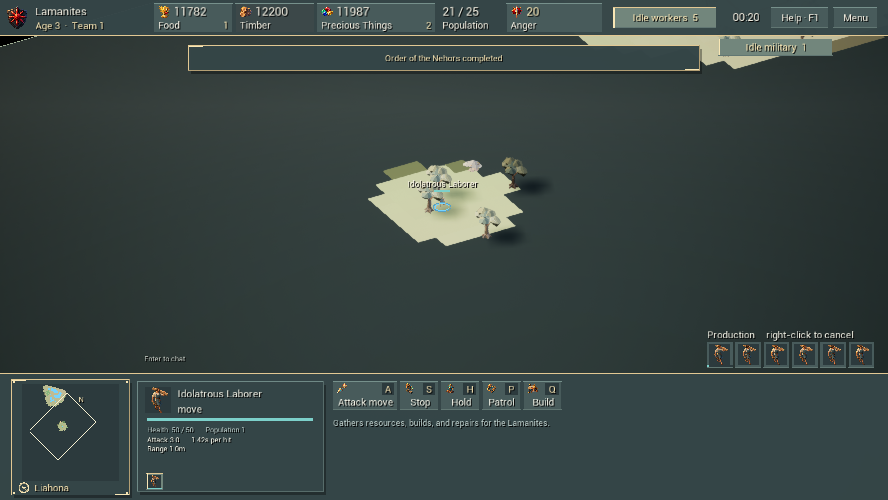 Lamanites
Age 3 · Team 1
11782
Food 1
12200
Timber
11987
Precious Things 2
21 / 25
Population
20
Anger
Idle workers 5
00:20
Help · F1
Menu
Idle military 1
Order of the Nehors completed
Idolatrous Laborer
Production right-click to cancel
Enter to chat
N
Liahona
Idolatrous Laborer
move
Health 50 / 50 Population 1
Attack 3.0 1.42s per hit
Range 1.0m
A
Attack move
S
Stop
H
Hold
P
Patrol
Q
Build
Gathers resources, builds, and repairs for the Lamanites.